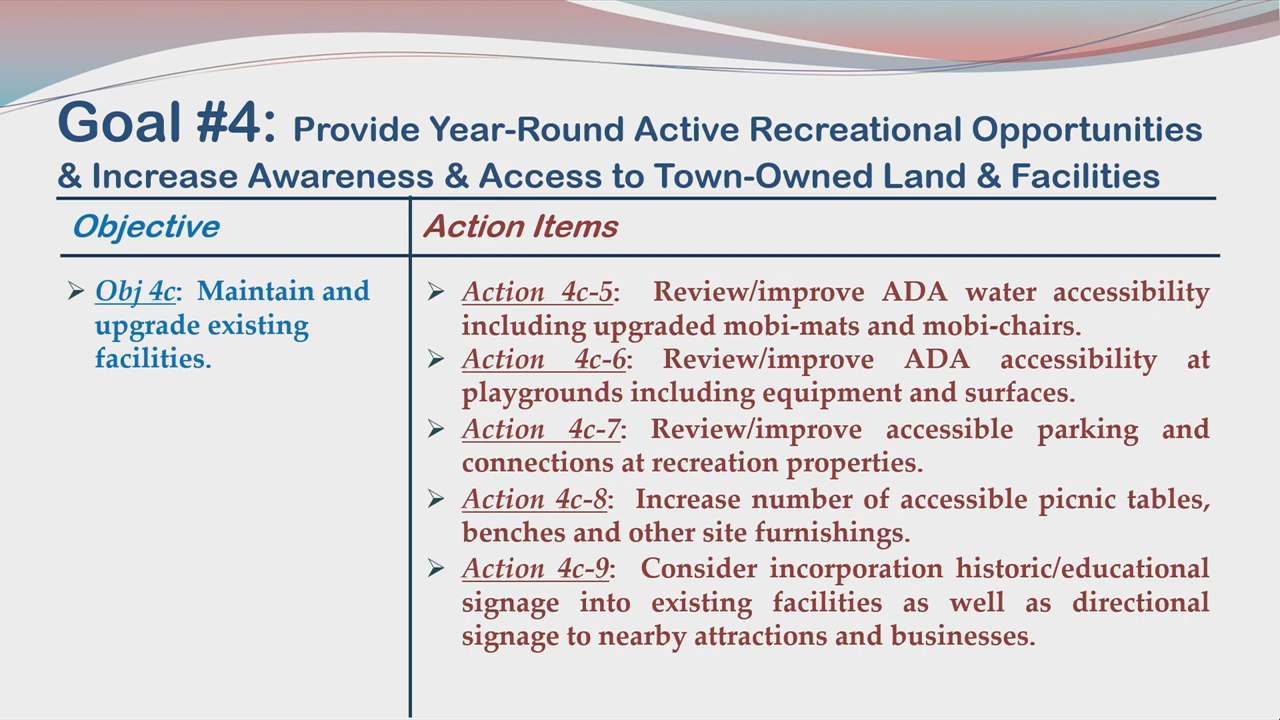 Goal #4: Provide Year-Round Active Recreational Opportunities
& Increase Awareness & Access to Town-Owned Land & Facilities
Objective
Action Items
➢ Obj 4c: Maintain and
upgrade existing
facilities.
➢ Action 4c-5: Review/improve ADA water accessibility
including upgraded mobi-mats and mobi-chairs.
➢ Action 4c-6: Review/improve ADA accessibility at
playgrounds including equipment and surfaces.
➢ Action 4c-7: Review/improve accessible parking and
connections at recreation properties.
➢ Action 4c-8: Increase number of accessible picnic tables,
benches and other site furnishings.
➢ Action 4c-9: Consider incorporation historic/educational
signage into existing facilities as well as directional
signage to nearby attractions and businesses.